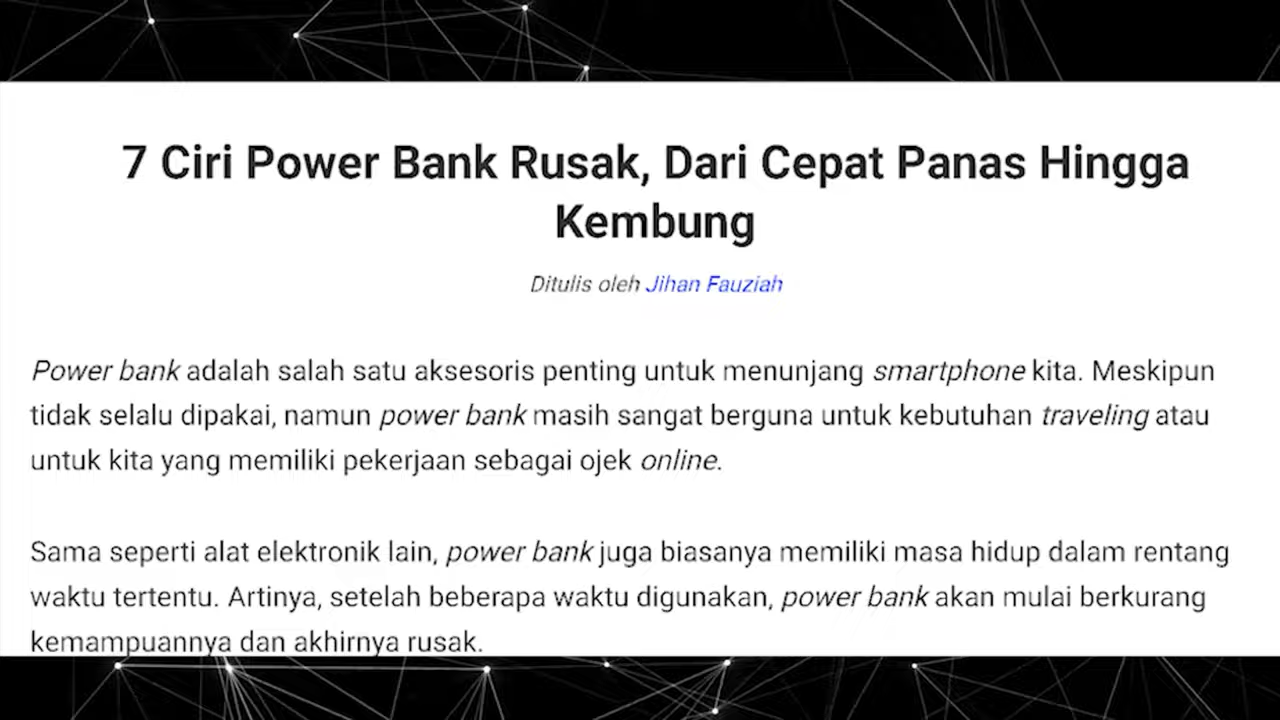 7 Ciri Power Bank Rusak, Dari Cepat Panas Hingga
Kembung
Ditulis oleh Jihan Fauziah
Power bank adalah salah satu aksesoris penting untuk menunjang smartphone kita. Meskipun
tidak selalu dipakai, namun power bank masih sangat berguna untuk kebutuhan traveling atau
untuk kita yang memiliki pekerjaan sebagai ojek online.
Sama seperti alat elektronik lain, power bank juga biasanya memiliki masa hidup dalam rentang
waktu tertentu. Artinya, setelah beberapa waktu digunakan, power bank akan mulai berkurang
kemampuannya dan akhirnya rusak.